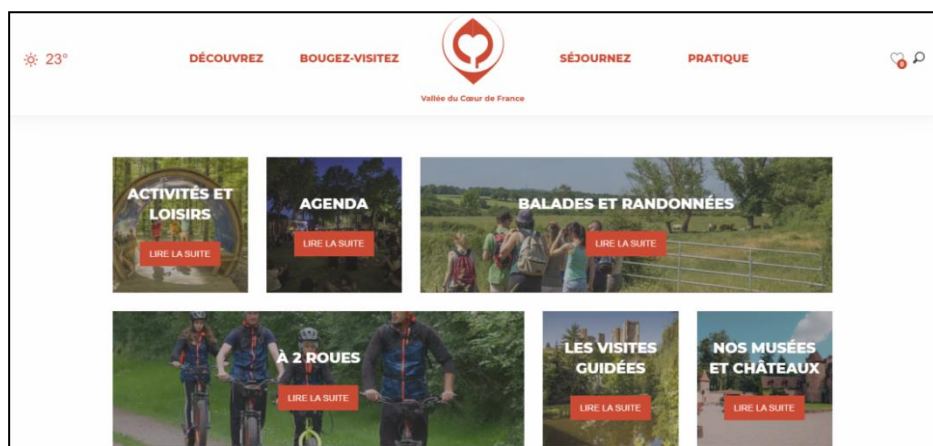 23°
DÉCOUVREZ
BOUGEZ-VISITEZ
SÉJOURNEZ
PRATIQUE
0
Vallée du Cœur de France
ACTIVITÉS ET
LOISIRS
LIRE LA SUITE
AGENDA
LIRE LA SUITE
BALADES ET RANDONNÉES
LIRE LA SUITE
À 2 ROUES
LIRE LA SUITE
LES VISITES
GUIDÉES
LIRE LA SUITE
NOS MUSÉES
ET CHÂTEAUX
LIRE LA SUITE